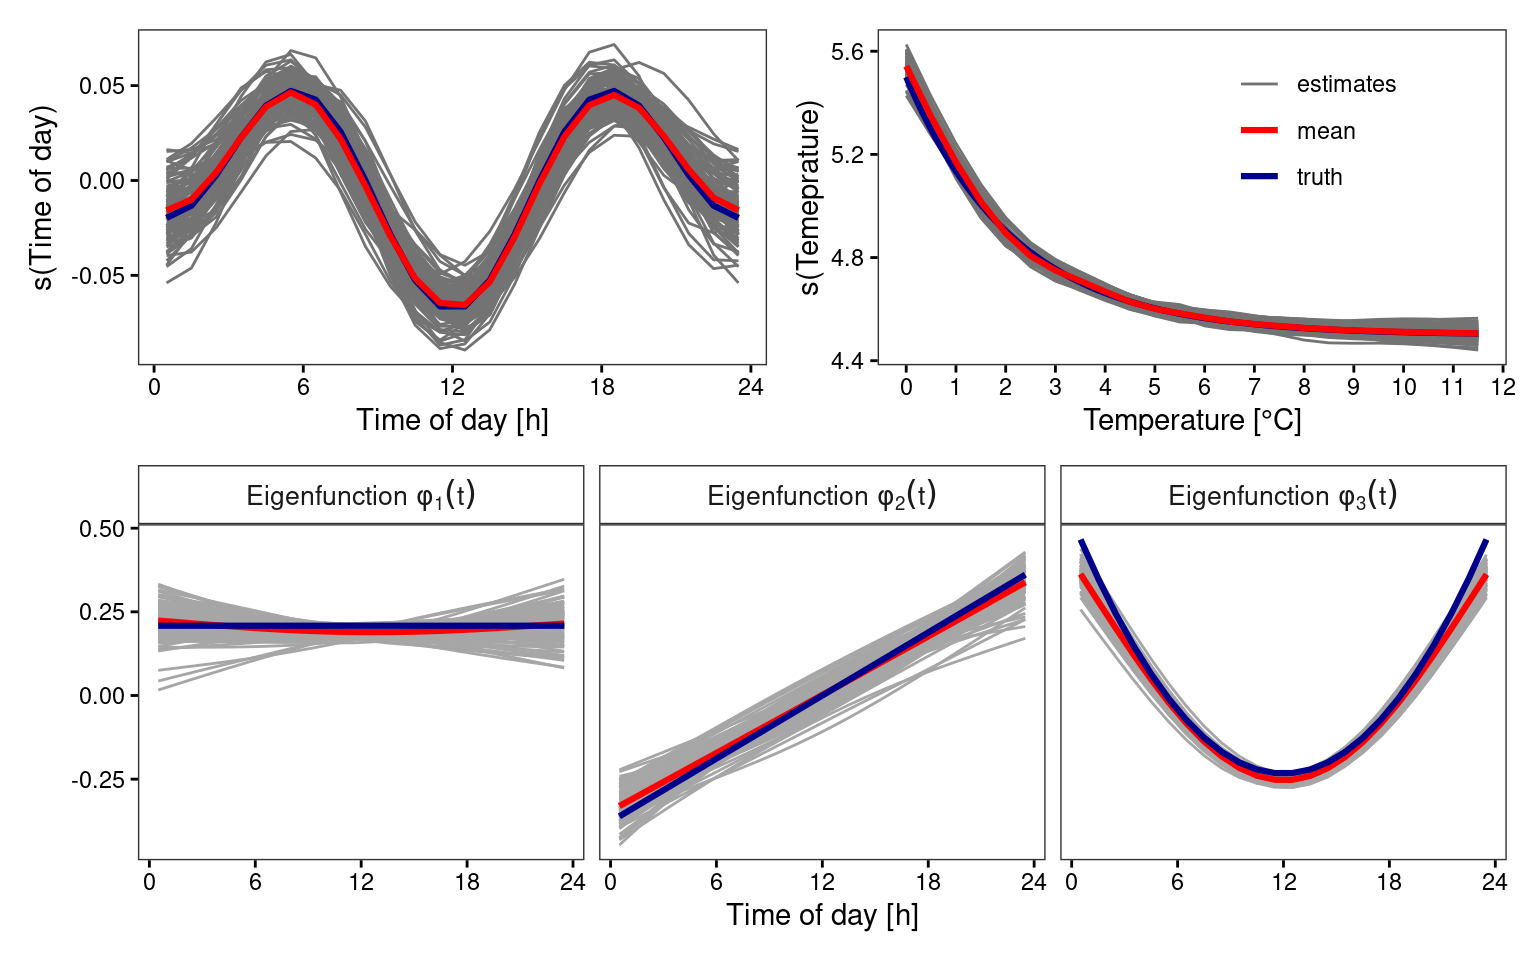 s(Time of day)
0.05
0.00
-0.05
0 6 12 18 24
Time of day [h]
s(Temeprature)
5.6
5.2
4.8
4.4
estimates
mean
truth
0 1 2 3 4 5 6 7 8 9 10 11 12
Temperature [°C]
Eigenfunction φ₁(t)
Eigenfunction φ₂(t)
Eigenfunction φ₃(t)
0.50
0.25
0.00
-0.25
0 6 12 18 24
0 6 12 18 24
0 6 12 18 24
Time of day [h]